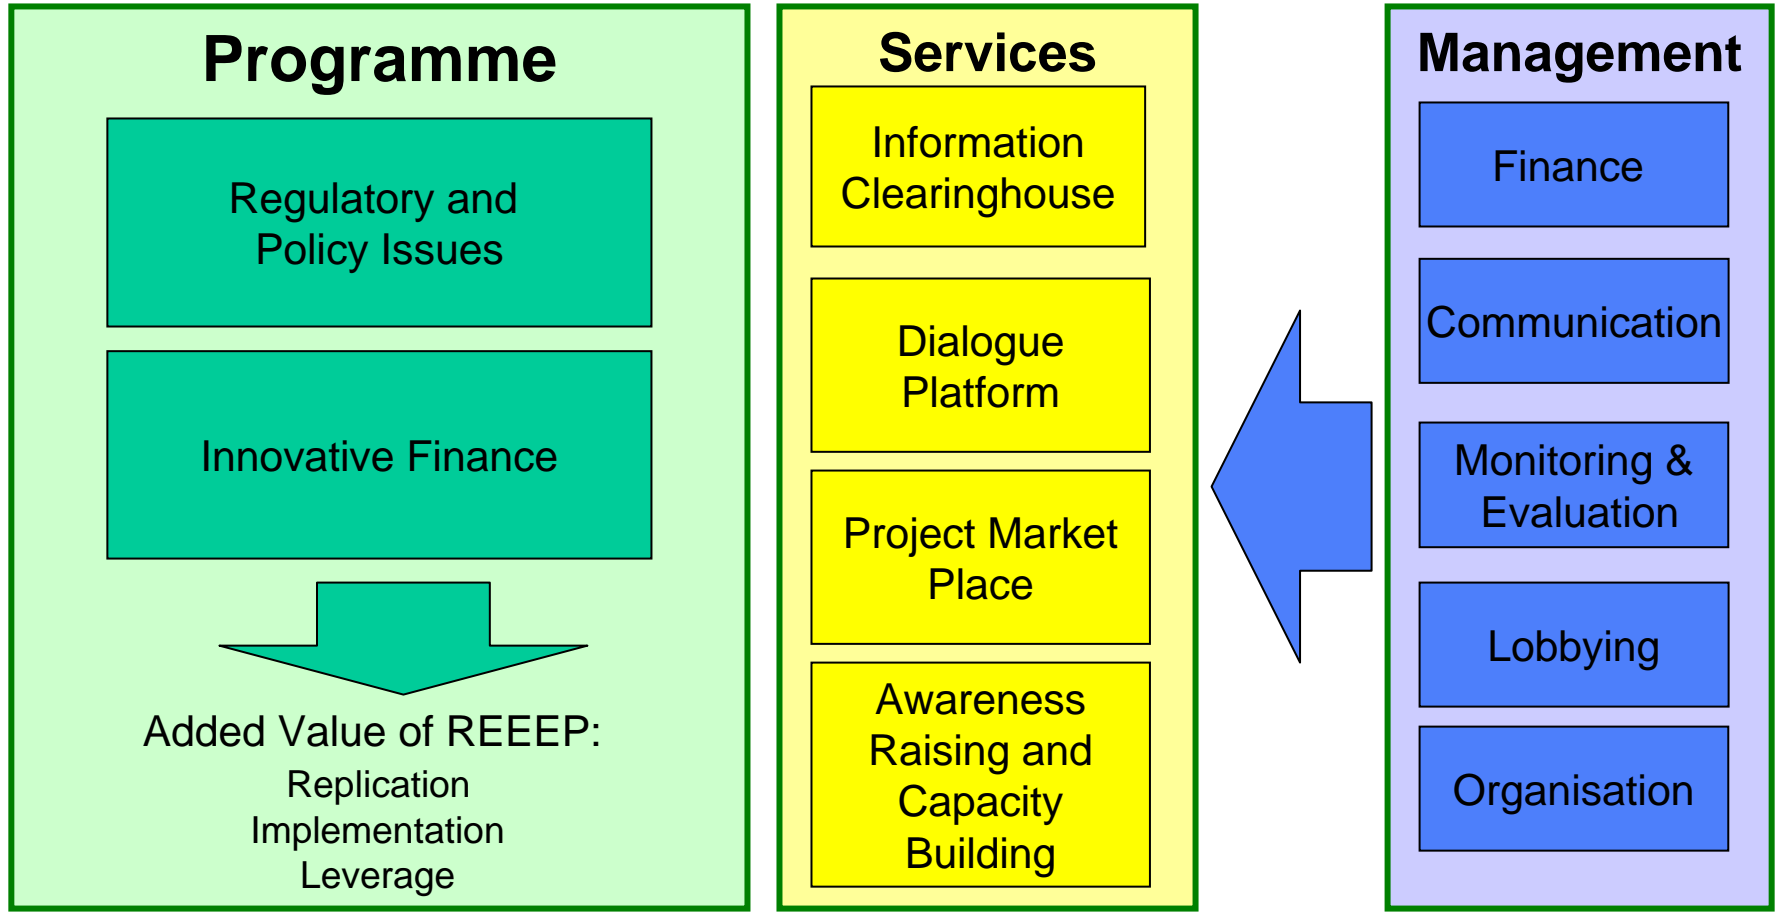 Programme
Regulatory and
Policy Issues
Innovative Finance
Added Value of REEEP:
Replication
Implementation
Leverage
Services
Information
Clearinghouse
Dialogue
Platform
Project Market
Place
Awareness
Raising and
Capacity
Building
Management
Finance
Communication
Monitoring &
Evaluation
Lobbying
Organisation